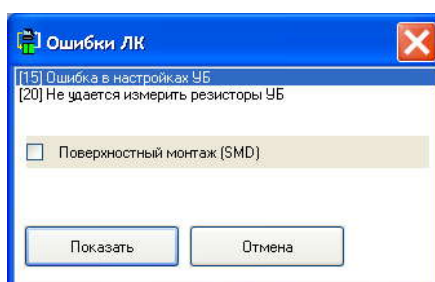 Ошибки ЛК
[15] Ошибка в настройках УБ
[20] Не удается измерить резисторы УБ
Поверхностный монтаж (SMD)
Показать
Отмена